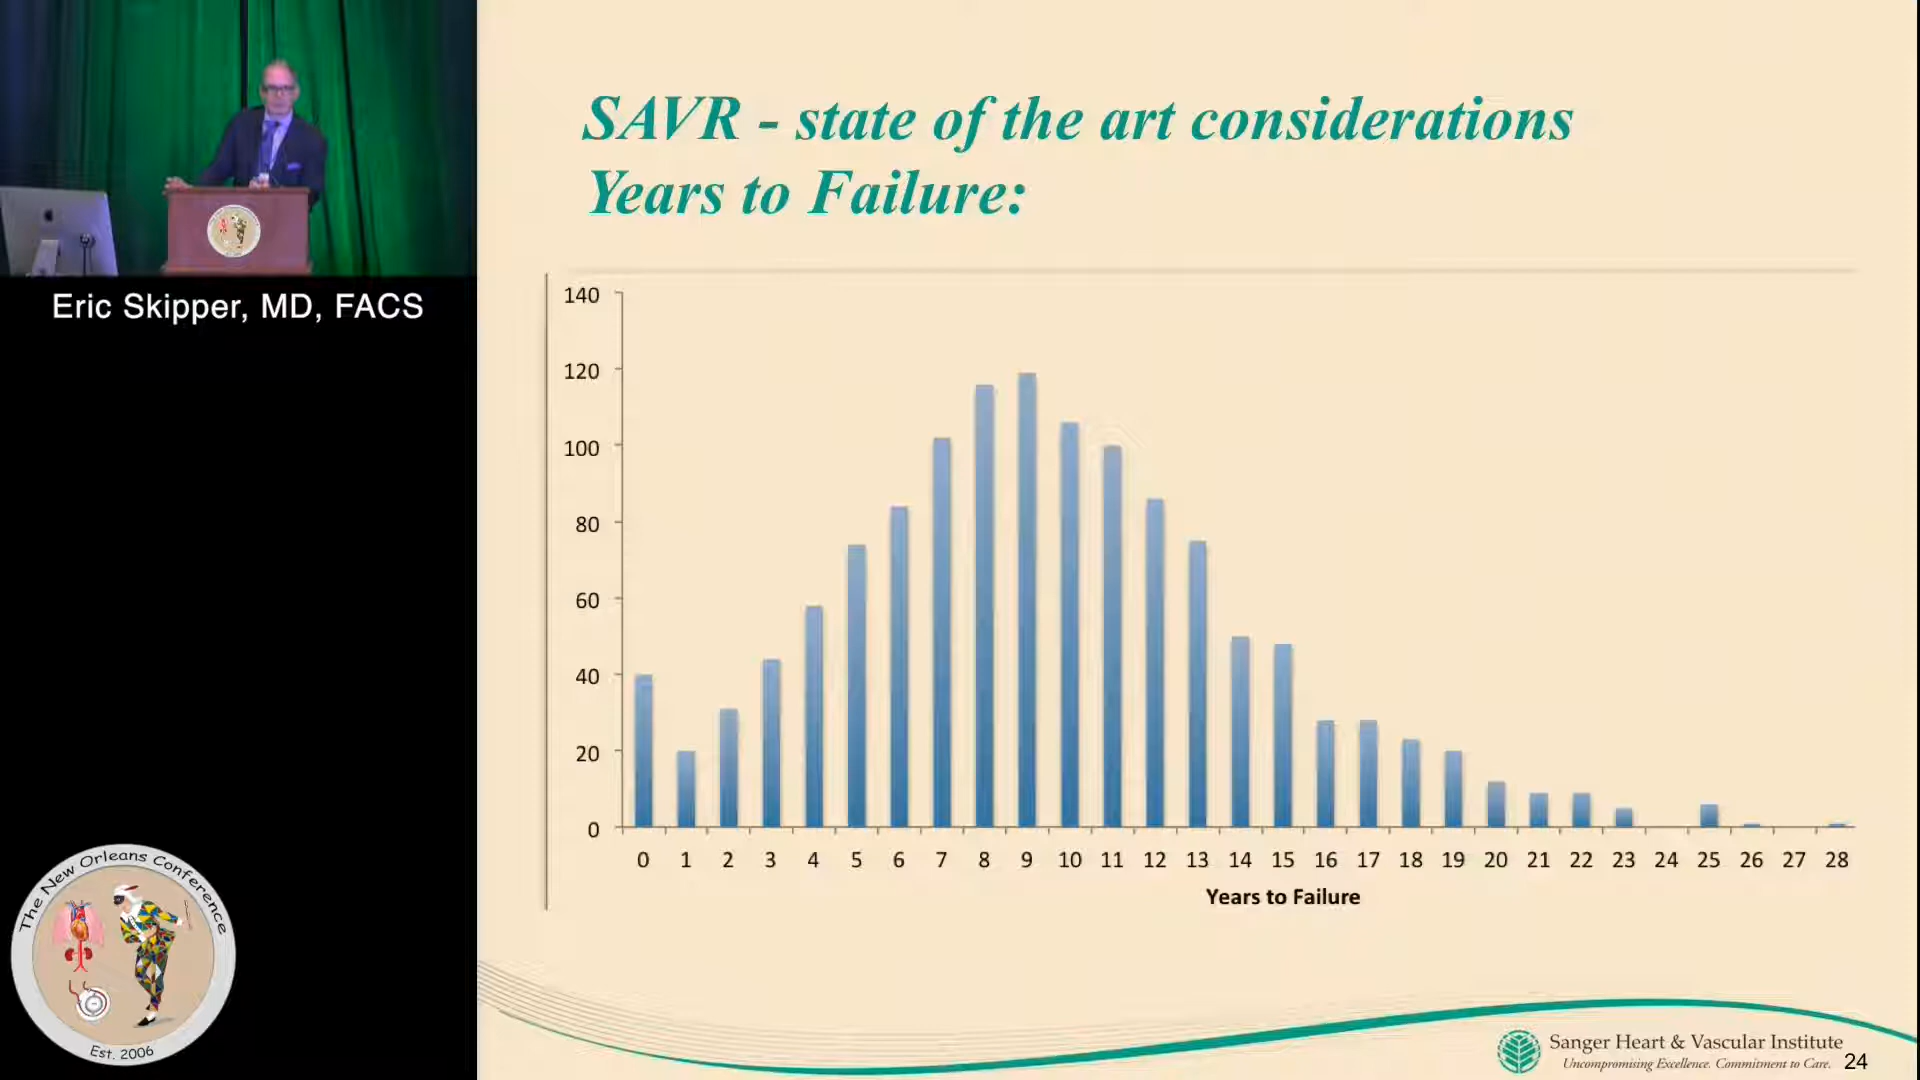 SAVR - state of the art considerations
Years to Failure:
Eric Skipper, MD, FACS
140
120
100
80
60
40
20
0
0 1 2 3 4 5 6 7 8 9 10 11 12 13 14 15 16 17 18 19 20 21 22 23 24 25 26 27 28
Years to Failure
The New Orleans Conference
Est. 2006
Sanger Heart & Vascular Institute
Uncompromising Excellence. Commitment to Care.
24